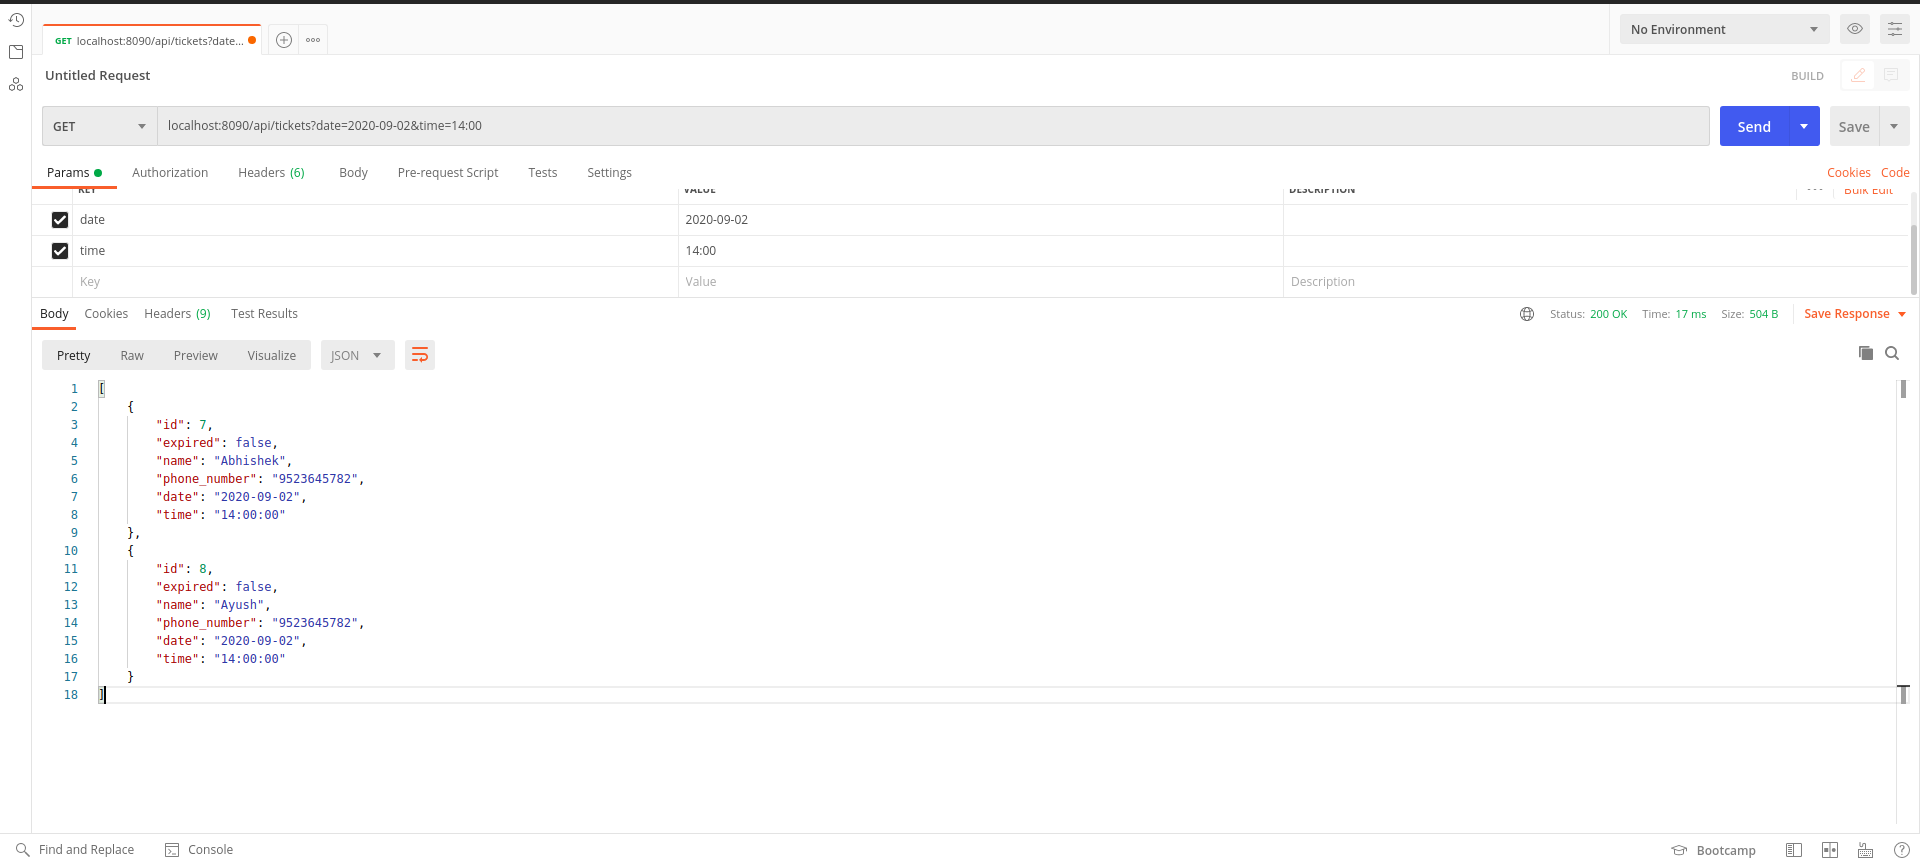 GET localhost:8090/api/tickets?date...
No Environment
Untitled Request
BUILD
GET localhost:8090/api/tickets?date=2020-09-02&time=14:00 Send Save
Params Authorization Headers (6) Body Pre-request Script Tests Settings Cookies Code
KEY VALUE DESCRIPTION Bulk Edit
date 2020-09-02
time 14:00
Key Value Description
Body Cookies Headers (9) Test Results Status: 200 OK Time: 17 ms Size: 504 B Save Response
Pretty Raw Preview Visualize JSON
1 [
2 {
3 "id": 7,
4 "expired": false,
5 "name": "Abhishek",
6 "phone_number": "9523645782",
7 "date": "2020-09-02",
8 "time": "14:00:00"
9 },
10 {
11 "id": 8,
12 "expired": false,
13 "name": "Ayush",
14 "phone_number": "9523645782",
15 "date": "2020-09-02",
16 "time": "14:00:00"
17 }
18 ]
Find and Replace Console Bootcamp